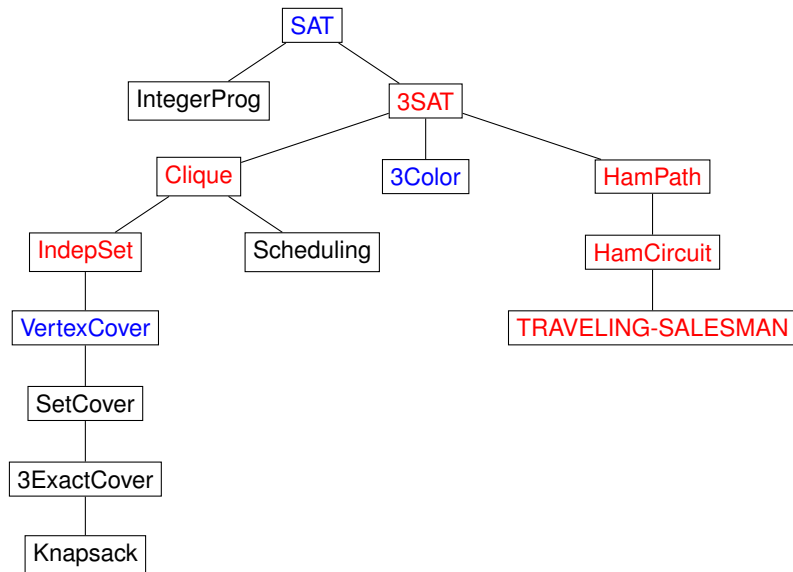 SAT
IntegerProg
3SAT
Clique
3Color
HamPath
IndepSet
Scheduling
HamCircuit
VertexCover
TRAVELING-SALESMAN
SetCover
3ExactCover
Knapsack